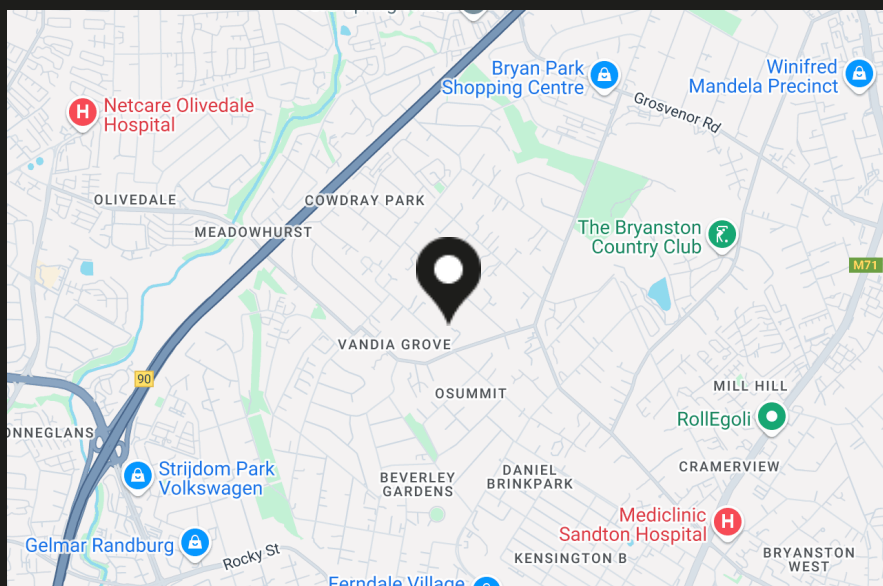 Bryan Park
Shopping Centre
Winifred
Mandela Precinct
Netcare Olivedale
Hospital
Grosvenor Rd
OLIVEDALE
COWDRAY PARK
MEADOWHURST
The Bryanston
Country Club
M71
VANDIA GROVE
90
MILL HILL
OSUMMIT
RollEgoli
ONNEGLANS
CRAMERVIEW
Strijdom Park
Volkswagen
BEVERLEY
GARDENS
DANIEL
BRINKPARK
Mediclinic
Sandton Hospital
Gelmar Randburg
Rocky St
KENSINGTON B
BRYANSTON
WEST
Ferndale Village